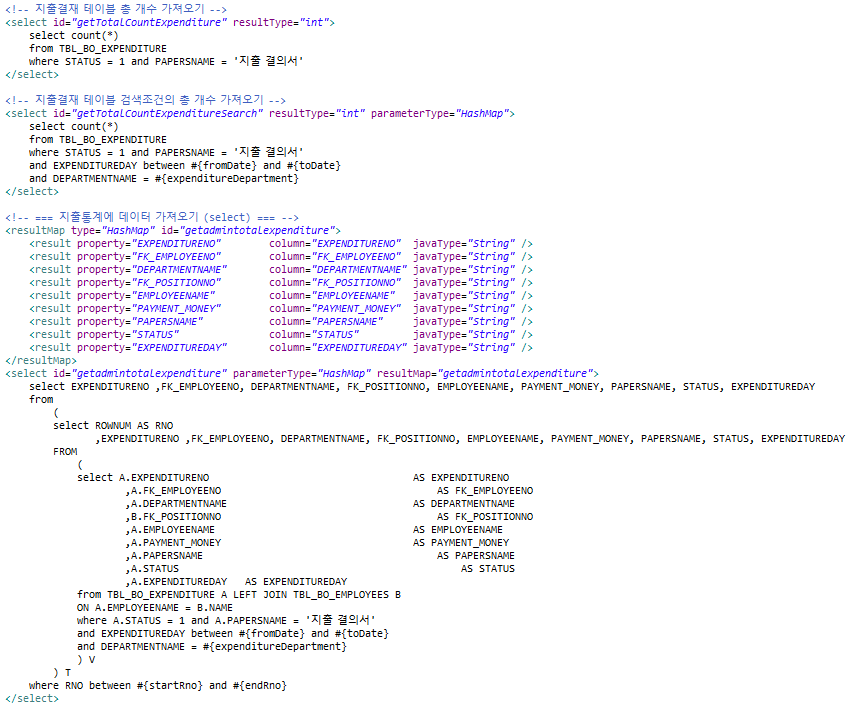 <!-- 지출결재 테이블 총 개수 가져오기 -->
<select id="getTotalCountExpenditure" resultType="int">
    select count(*)
    from TBL_BO_EXPENDITURE
    where STATUS = 1 and PAPERSNAME = '지출 결의서'
</select>

<!-- 지출결재 테이블 검색조건의 총 개수 가져오기 -->
<select id="getTotalCountExpenditureSearch" resultType="int" parameterType="HashMap">
    select count(*)
    from TBL_BO_EXPENDITURE
    where STATUS = 1 and PAPERSNAME = '지출 결의서'
    and EXPENDITUREDAY between #{fromDate} and #{toDate}
    and DEPARTMENTNAME = #{expenditureDepartment}
</select>

<!-- === 지출통계에 데이터 가져오기 (select) === -->
<resultMap type="HashMap" id="getadmintotalexpenditure">
    <result property="EXPENDITURENO"        column="EXPENDITURENO"  javaType="String" />
    <result property="FK_EMPLOYEENO"        column="FK_EMPLOYEENO"  javaType="String" />
    <result property="DEPARTMENTNAME"       column="DEPARTMENTNAME" javaType="String" />
    <result property="FK_POSITIONNO"        column="FK_POSITIONNO"  javaType="String" />
    <result property="EMPLOYEENAME"         column="EMPLOYEENAME"   javaType="String" />
    <result property="PAYMENT_MONEY"        column="PAYMENT_MONEY"  javaType="String" />
    <result property="PAPERSNAME"           column="PAPERSNAME"     javaType="String" />
    <result property="STATUS"               column="STATUS"         javaType="String" />
    <result property="EXPENDITUREDAY"       column="EXPENDITUREDAY" javaType="String" />
</resultMap>
<select id="getadmintotalexpenditure" parameterType="HashMap" resultMap="getadmintotalexpenditure">
    select EXPENDITURENO ,FK_EMPLOYEENO, DEPARTMENTNAME, FK_POSITIONNO, EMPLOYEENAME, PAYMENT_MONEY, PAPERSNAME, STATUS, EXPENDITUREDAY
    from
        (
        select ROWNUM AS RNO
               ,EXPENDITURENO ,FK_EMPLOYEENO, DEPARTMENTNAME, FK_POSITIONNO, EMPLOYEENAME, PAYMENT_MONEY, PAPERSNAME, STATUS, EXPENDITUREDAY
        FROM
            (
            select A.EXPENDITURENO                                  AS EXPENDITURENO
                    ,A.FK_EMPLOYEENO                                    AS FK_EMPLOYEENO
                    ,A.DEPARTMENTNAME                               AS DEPARTMENTNAME
                    ,B.FK_POSITIONNO                                    AS FK_POSITIONNO
                    ,A.EMPLOYEENAME                                 AS EMPLOYEENAME
                    ,A.PAYMENT_MONEY                                AS PAYMENT_MONEY
                    ,A.PAPERSNAME                                       AS PAPERSNAME
                    ,A.STATUS                                               AS STATUS
                    ,A.EXPENDITUREDAY   AS EXPENDITUREDAY
            from TBL_BO_EXPENDITURE A LEFT JOIN TBL_BO_EMPLOYEES B
            ON A.EMPLOYEENAME = B.NAME
            where A.STATUS = 1 and A.PAPERSNAME = '지출 결의서'
            and EXPENDITUREDAY between #{fromDate} and #{toDate}
            and DEPARTMENTNAME = #{expenditureDepartment}
            ) V
        ) T
    where RNO between #{startRno} and #{endRno}
</select>